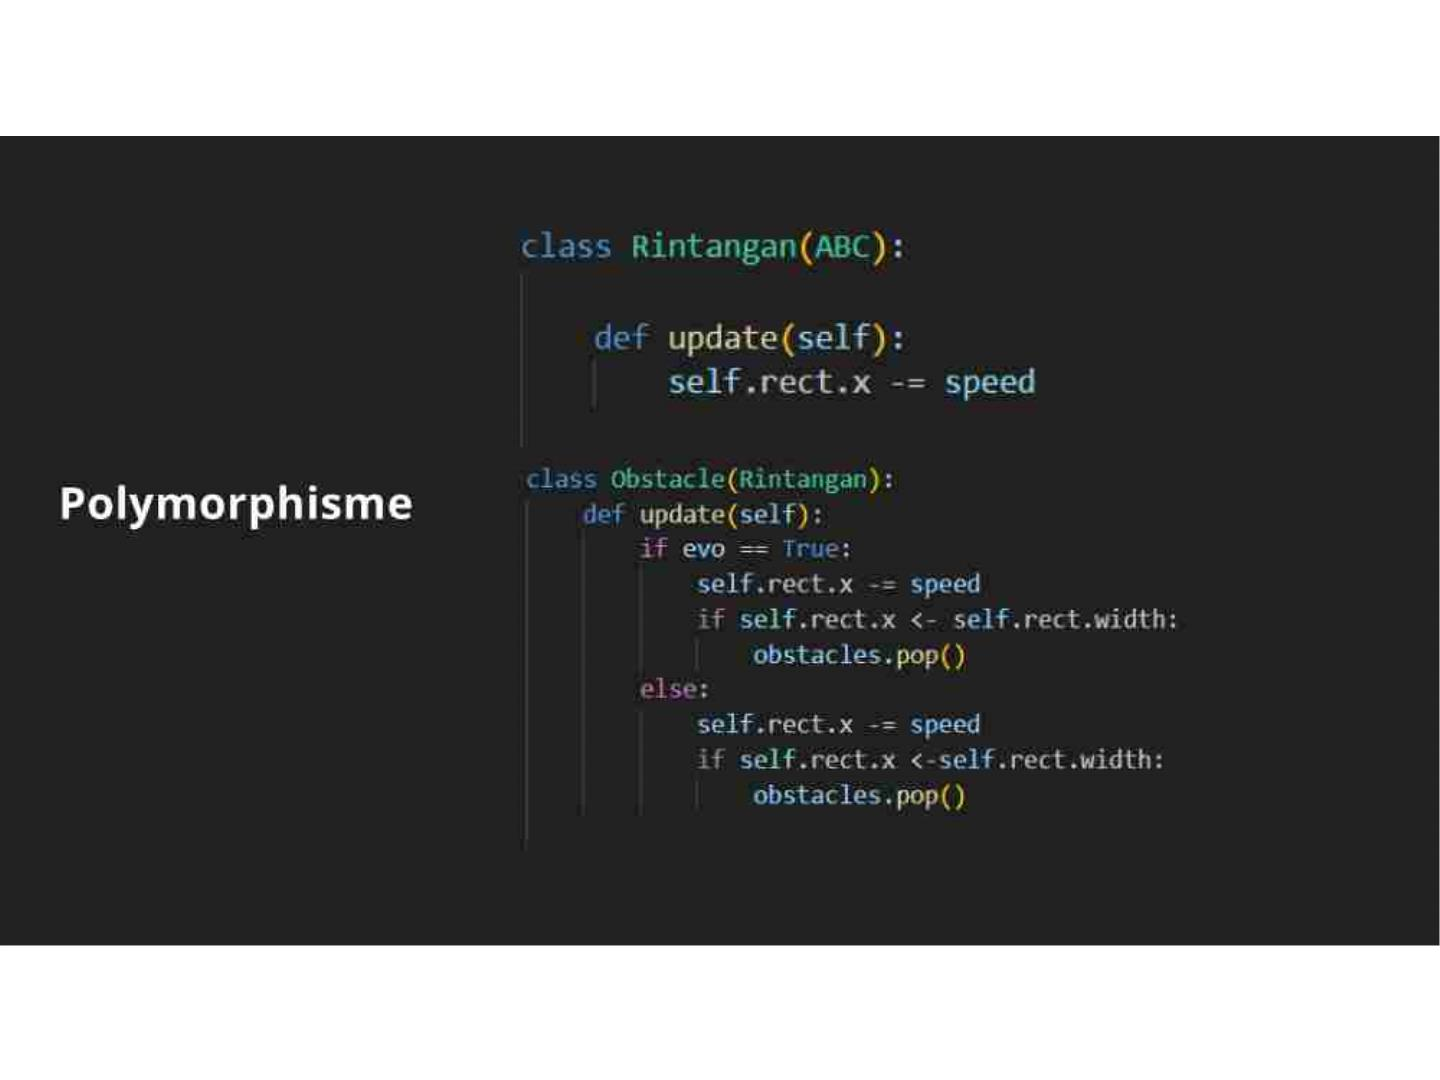 Polymorphisme
class Rintangan(ABC):
def update(self):
self.rect.x -= speed
class Obstacle(Rintangan):
def update(self):
if evo == True:
self.rect.x -= speed
if self.rect.x <- self.rect.width:
obstacles.pop()
else:
self.rect.x -= speed
if self.rect.x <-self.rect.width:
obstacles.pop()